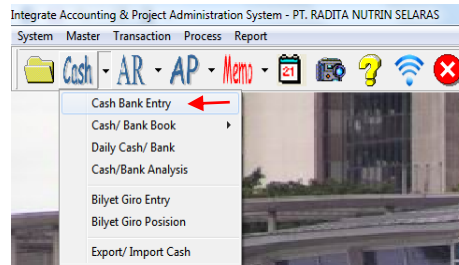 Integrate Accounting & Project Administration System - PT. RADITA NUTRIN SELARAS
System Master Transaction Process Report
Cash AR AP Memo 21
Cash Bank Entry
Cash/ Bank Book
Daily Cash/ Bank
Cash/Bank Analysis
Bilyet Giro Entry
Bilyet Giro Posision
Export/ Import Cash